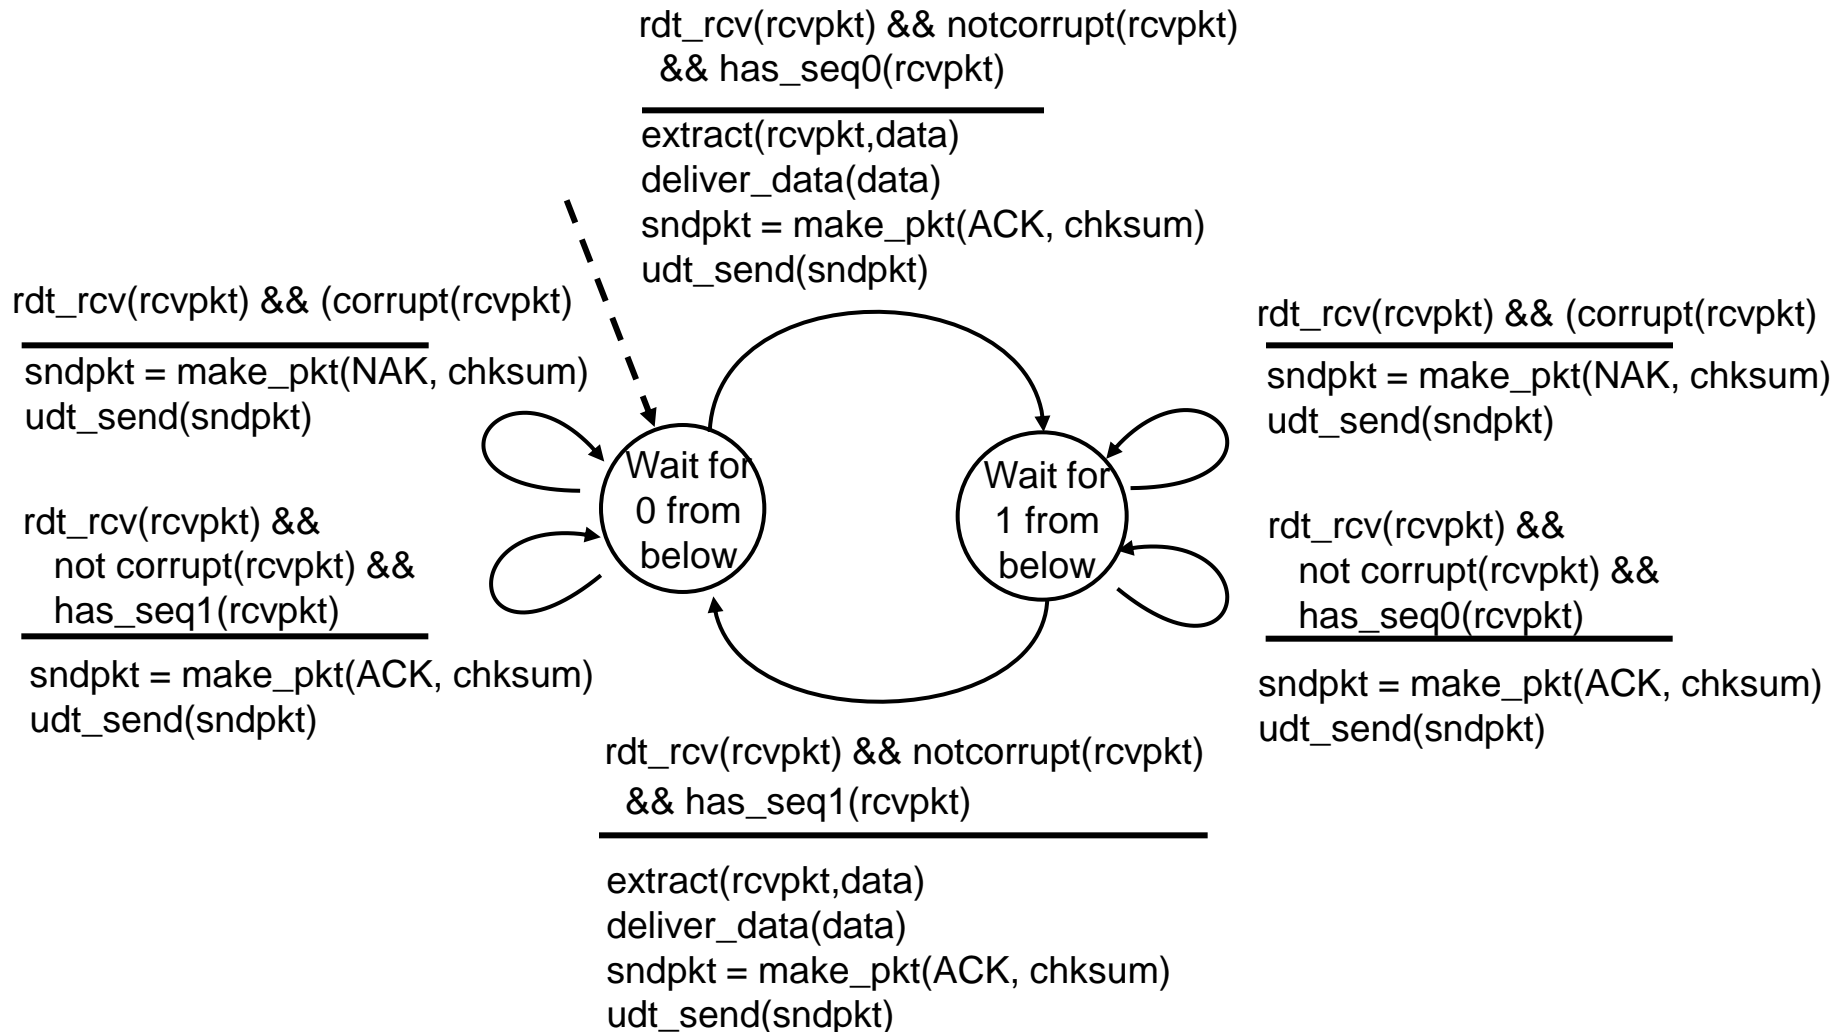 rdt_rcv(rcvpkt) && notcorrupt(rcvpkt)
&& has_seq0(rcvpkt)
extract(rcvpkt,data)
deliver_data(data)
sndpkt = make_pkt(ACK, chksum)
udt_send(sndpkt)
rdt_rcv(rcvpkt) && (corrupt(rcvpkt)
sndpkt = make_pkt(NAK, chksum)
udt_send(sndpkt)
rdt_rcv(rcvpkt) &&
not corrupt(rcvpkt) &&
has_seq1(rcvpkt)
sndpkt = make_pkt(ACK, chksum)
udt_send(sndpkt)
Wait for
0 from
below
Wait for
1 from
below
rdt_rcv(rcvpkt) && (corrupt(rcvpkt)
sndpkt = make_pkt(NAK, chksum)
udt_send(sndpkt)
rdt_rcv(rcvpkt) &&
not corrupt(rcvpkt) &&
has_seq0(rcvpkt)
sndpkt = make_pkt(ACK, chksum)
udt_send(sndpkt)
rdt_rcv(rcvpkt) && notcorrupt(rcvpkt)
&& has_seq1(rcvpkt)
extract(rcvpkt,data)
deliver_data(data)
sndpkt = make_pkt(ACK, chksum)
udt_send(sndpkt)